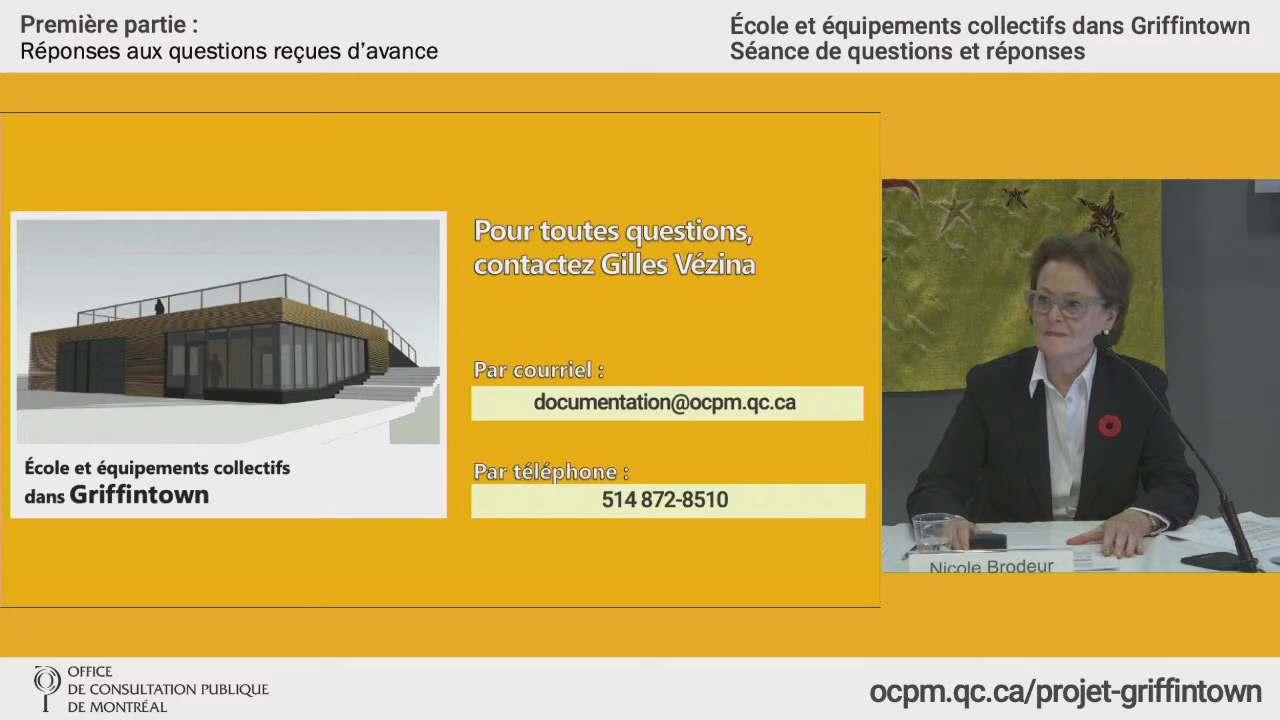 Première partie :
Réponses aux questions reçues d'avance
École et équipements collectifs dans Griffintown
Séance de questions et réponses
Pour toutes questions,
contactez Gilles Vézina
Par courriel :
documentation@ocpm.qc.ca
Par téléphone :
514 872-8510
École et équipements collectifs
dans Griffintown
Nicole Brodeur
OFFICE
DE CONSULTATION PUBLIQUE
DE MONTRÉAL
ocpm.qc.ca/projet-griffintown